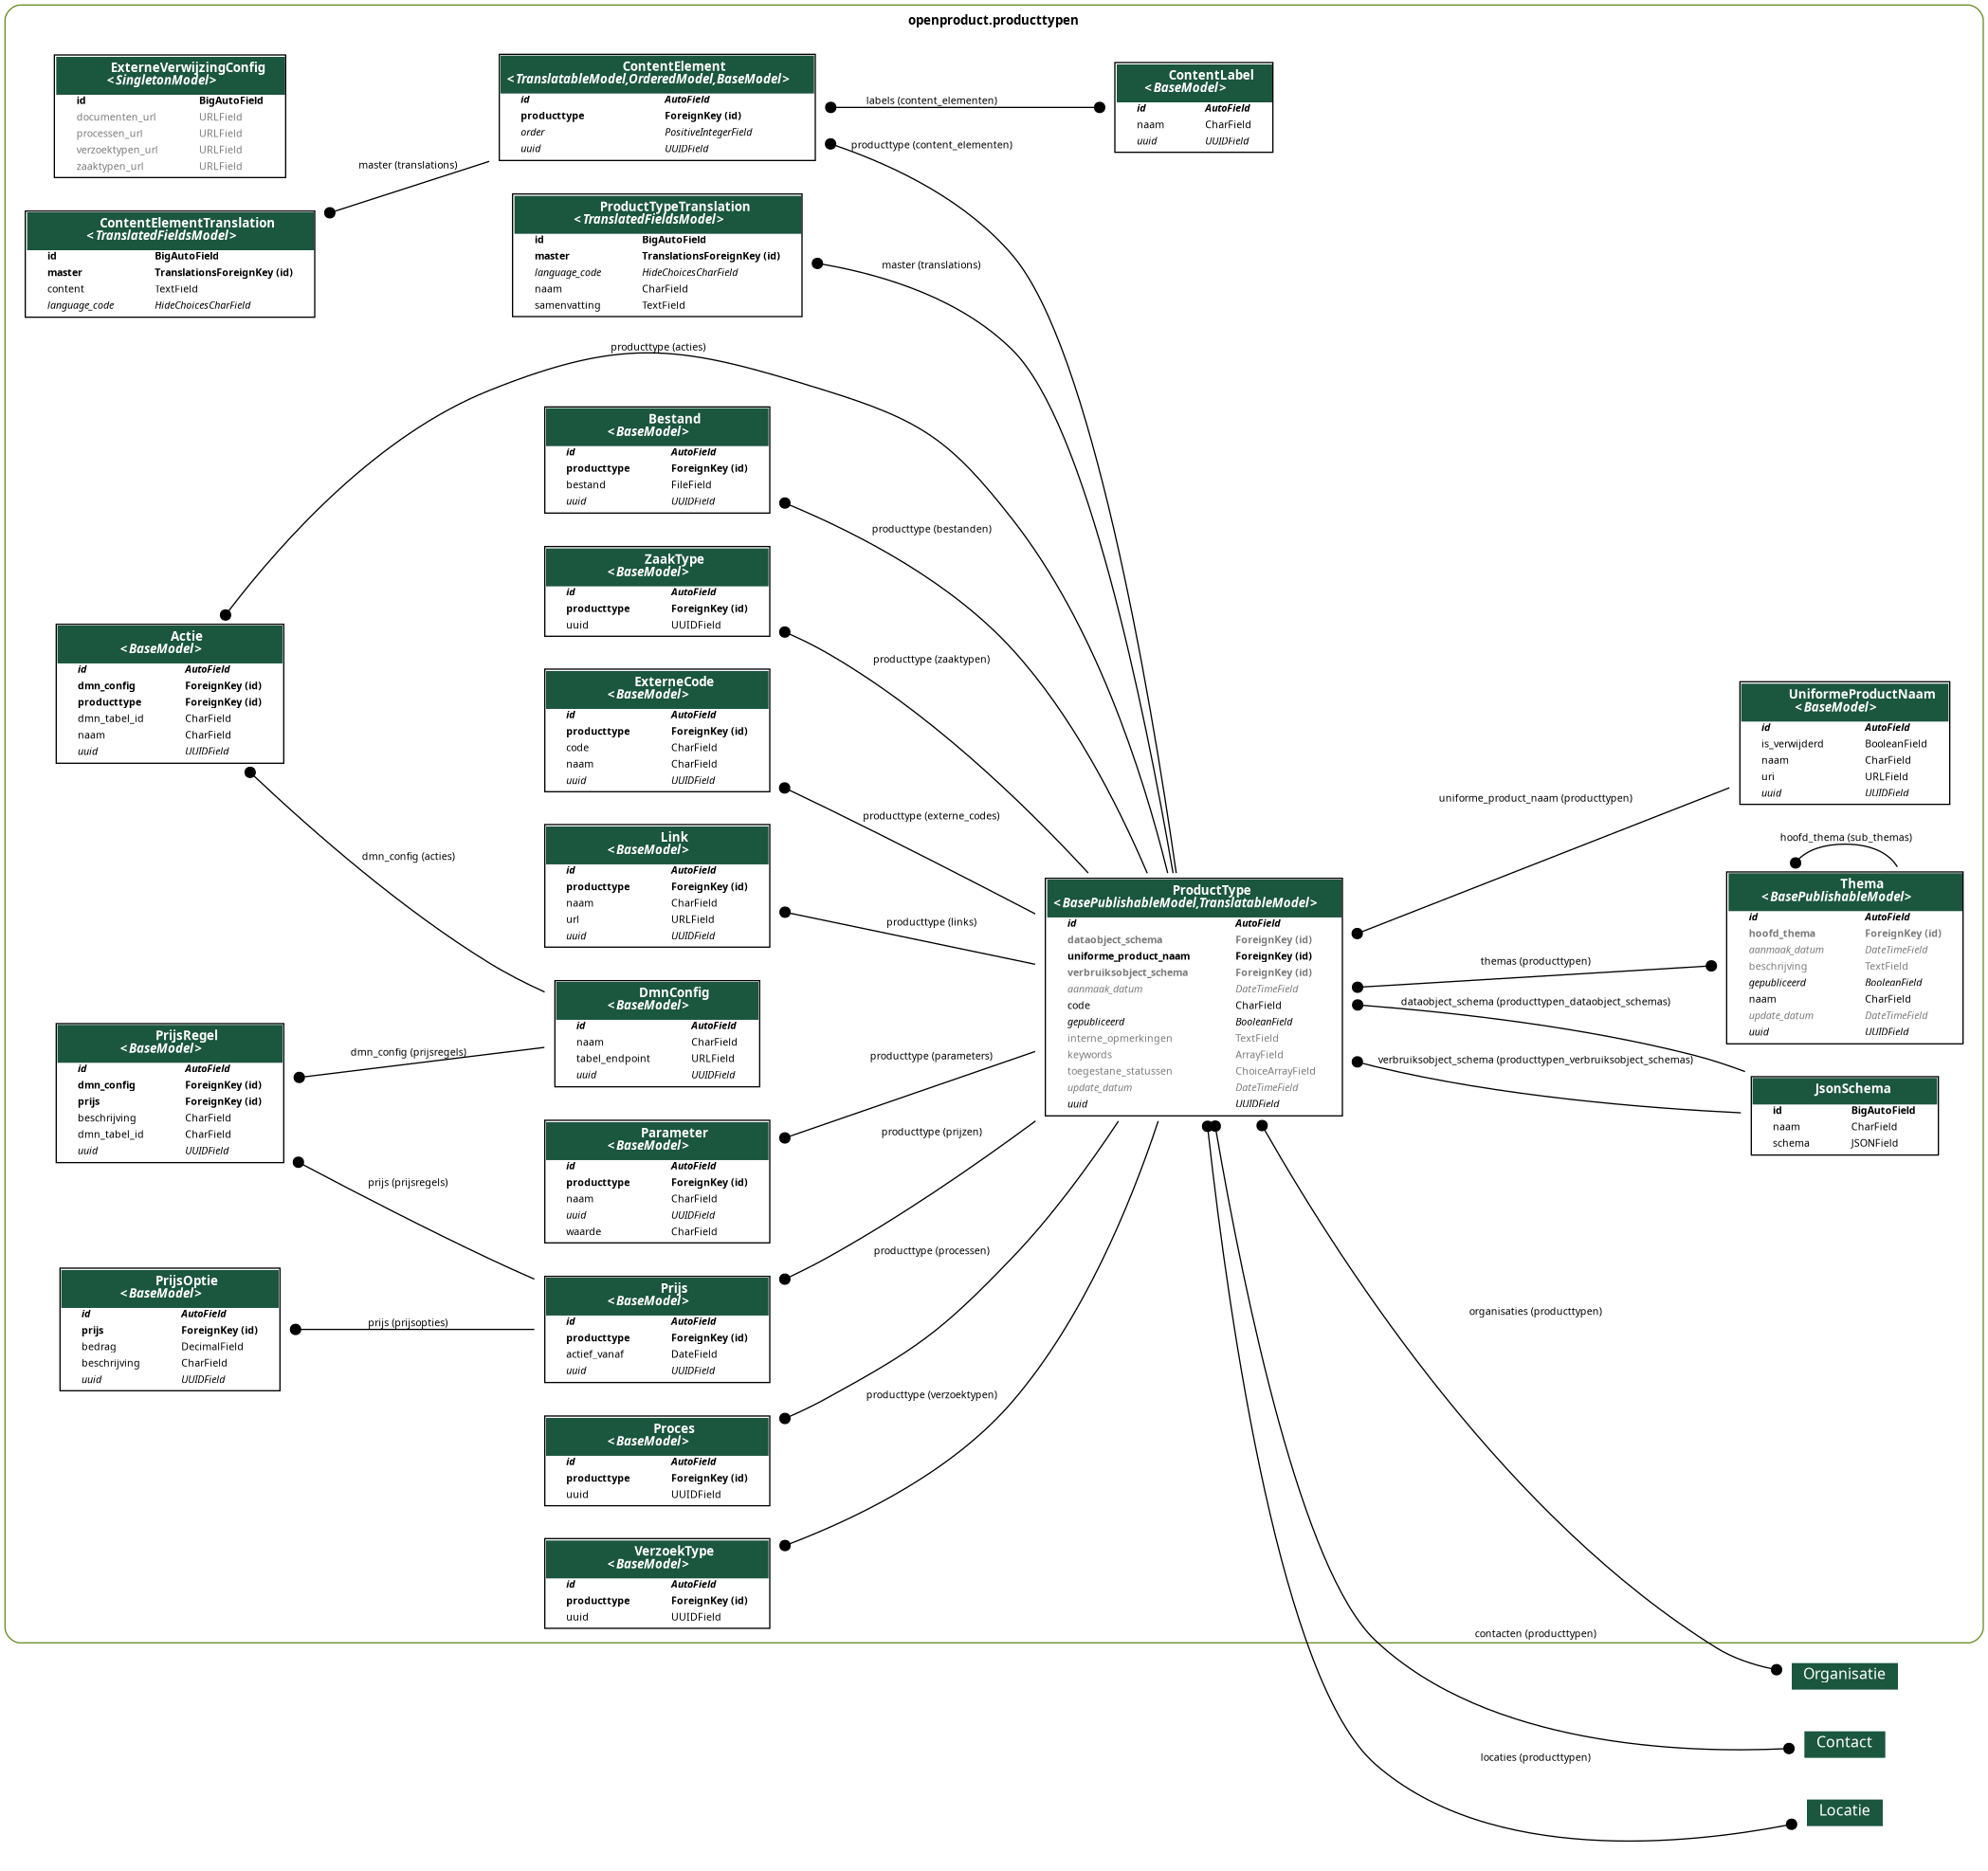 openproduct.producttypen
ExterneVerwijzingConfig
<SingletonModel>
id BigAutoField
documenten_url URLField
processen_url URLField
verzoektypen_url URLField
zaaktypen_url URLField
ContentElement
<TranslatableModel,OrderedModel,BaseModel>
id AutoField
producttype ForeignKey (id)
order PositiveIntegerField
uuid UUIDField
labels (content_elementen)
producttype (content_elementen)
ContentLabel
<BaseModel>
id AutoField
naam CharField
uuid UUIDField
master (translations)
ContentElementTranslation
<TranslatedFieldsModel>
id BigAutoField
master TranslationsForeignKey (id)
content TextField
language_code HideChoicesCharField
ProductTypeTranslation
<TranslatedFieldsModel>
id BigAutoField
master TranslationsForeignKey (id)
language_code HideChoicesCharField
naam CharField
samenvatting TextField
master (translations)
producttype (acties)
Bestand
<BaseModel>
id AutoField
producttype ForeignKey (id)
bestand FileField
uuid UUIDField
producttype (bestanden)
ZaakType
<BaseModel>
id AutoField
producttype ForeignKey (id)
uuid UUIDField
producttype (zaaktypen)
Actie
<BaseModel>
id AutoField
dmn_config ForeignKey (id)
producttype ForeignKey (id)
dmn_tabel_id CharField
naam CharField
uuid UUIDField
dmn_config (acties)
ExterneCode
<BaseModel>
id AutoField
producttype ForeignKey (id)
code CharField
naam CharField
uuid UUIDField
producttype (externe_codes)
Link
<BaseModel>
id AutoField
producttype ForeignKey (id)
naam CharField
url URLField
uuid UUIDField
producttype (links)
ProductType
<BasePublishableModel,TranslatableModel>
id AutoField
dataobject_schema ForeignKey (id)
uniforme_product_naam ForeignKey (id)
verbruiksobject_schema ForeignKey (id)
aanmaak_datum DateTimeField
code CharField
gepubliceerd BooleanField
interne_opmerkingen TextField
keywords ArrayField
toegestane_statussen ChoiceArrayField
update_datum DateTimeField
uuid UUIDField
UniformeProductNaam
<BaseModel>
id AutoField
is_verwijderd BooleanField
naam CharField
uri URLField
uuid UUIDField
uniforme_product_naam (producttypen)
hoofd_thema (sub_themas)
Thema
<BasePublishableModel>
id AutoField
hoofd_thema ForeignKey (id)
aanmaak_datum DateTimeField
beschrijving TextField
gepubliceerd BooleanField
naam CharField
update_datum DateTimeField
uuid UUIDField
themas (producttypen)
dataobject_schema (producttypen_dataobject_schemas)
verbruiksobject_schema (producttypen_verbruiksobject_schemas)
JsonSchema
id BigAutoField
naam CharField
schema JSONField
DmnConfig
<BaseModel>
id AutoField
naam CharField
tabel_endpoint URLField
uuid UUIDField
PrijsRegel
<BaseModel>
id AutoField
dmn_config ForeignKey (id)
prijs ForeignKey (id)
beschrijving CharField
dmn_tabel_id CharField
uuid UUIDField
dmn_config (prijsregels)
prijs (prijsregels)
Parameter
<BaseModel>
id AutoField
producttype ForeignKey (id)
naam CharField
uuid UUIDField
waarde CharField
producttype (parameters)
producttype (prijzen)
PrijsOptie
<BaseModel>
id AutoField
prijs ForeignKey (id)
bedrag DecimalField
beschrijving CharField
uuid UUIDField
prijs (prijsopties)
Prijs
<BaseModel>
id AutoField
producttype ForeignKey (id)
actief_vanaf DateField
uuid UUIDField
producttype (processen)
Proces
<BaseModel>
id AutoField
producttype ForeignKey (id)
uuid UUIDField
producttype (verzoektypen)
VerzoekType
<BaseModel>
id AutoField
producttype ForeignKey (id)
uuid UUIDField
organisaties (producttypen)
contacten (producttypen)
locaties (producttypen)
Organisatie
Contact
Locatie